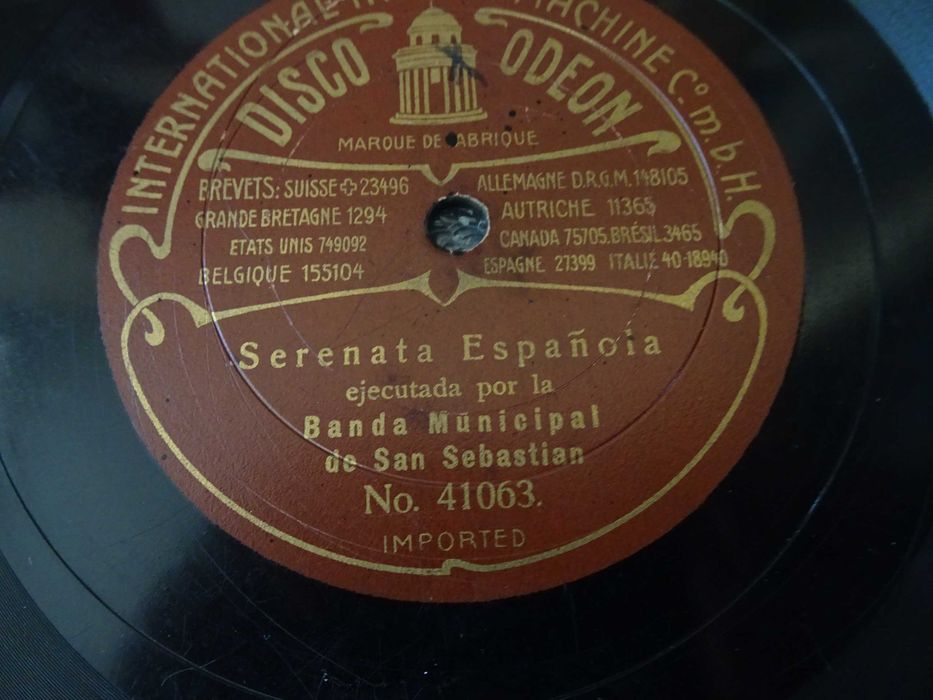 INTERNATIONAL MACHINE Co. m. b. H.
DISCO ODEON
MARQUE DE FABRIQUE
BREVETS: SUISSE 23496
GRANDE BRETAGNE 1294
ETATS UNIS 749092
BELGIQUE 155104
ALLEMAGNE D.R.G.M. 148105
AUTRICHE 11365
CANADA 75705. BRÉSIL 3465
ESPAGNE 27399 ITALIE 40-18940
Serenata Española
ejecutada por la
Banda Municipal
de San Sebastian
No. 41063.
IMPORTED